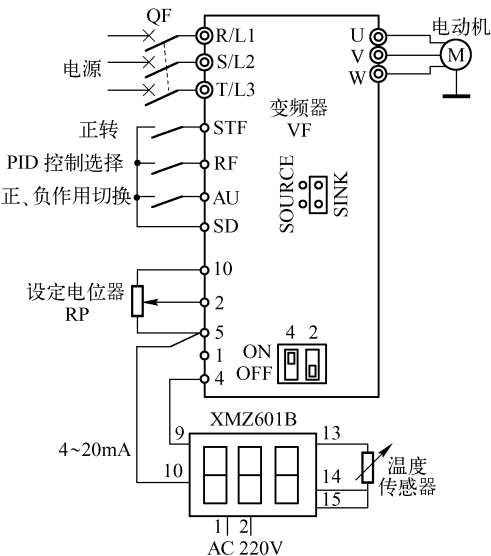 QF
电动机
R/L1
U
电源
S/L2
V
M
T/L3
W
变频器
VF
正转
STF
PID 控制选择
RF
SOURCE
SINK
正、负作用切换
AU
SD
10
设定电位器
RP
2
5
4 2
1
ON
OFF
4
XMZ601B
9
13
4~20mA
10
14
温度
传感器
15
1 2
AC 220V